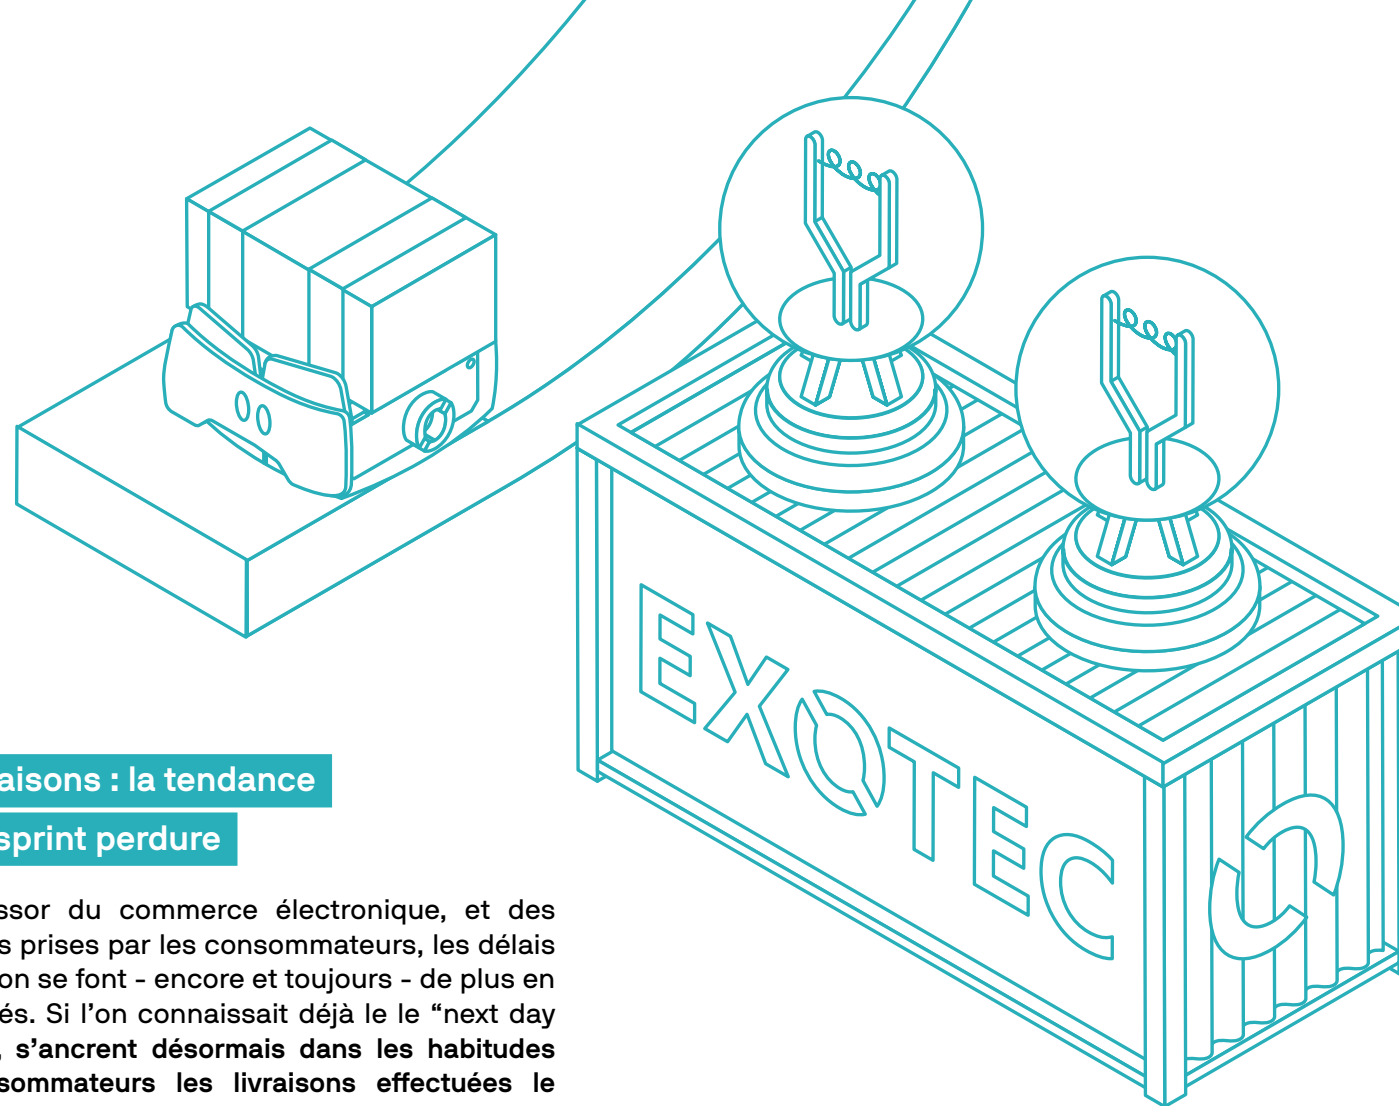 EXOTEC
aisons : la tendance
sprint perdure
ssor du commerce électronique, et des
s prises par les consommateurs, les délais
on se font - encore et toujours - de plus en
és. Si l’on connaissait déjà le le “next day
, s’ancrent désormais dans les habitudes
sommateurs les livraisons effectuées le